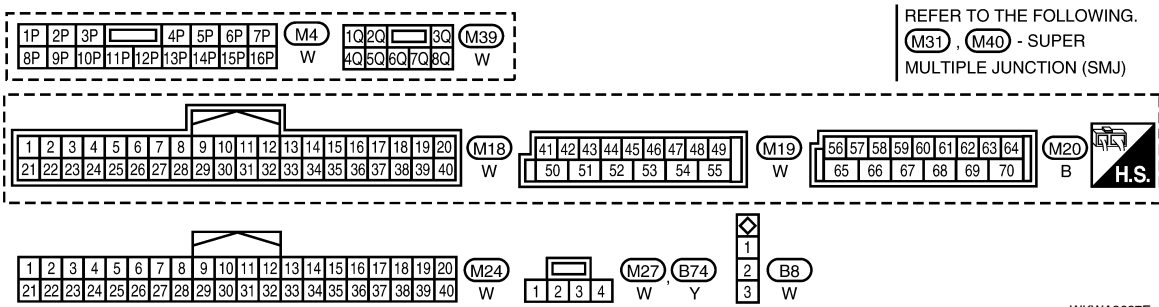 1P 2P 3P 4P 5P 6P 7P M4 1Q 2Q 3Q M39
8P 9P 10P 11P 12P 13P 14P 15P 16P W 4Q 5Q 6Q 7Q 8Q W
REFER TO THE FOLLOWING.
M31 , M40 - SUPER
MULTIPLE JUNCTION (SMJ)
1 2 3 4 5 6 7 8 9 10 11 12 13 14 15 16 17 18 19 20 M18
21 22 23 24 25 26 27 28 29 30 31 32 33 34 35 36 37 38 39 40 W
41 42 43 44 45 46 47 48 49 M19
50 51 52 53 54 55 W
56 57 58 59 60 61 62 63 64 M20
65 66 67 68 69 70 B
H.S.
1 2 3 4 5 6 7 8 9 10 11 12 13 14 15 16 17 18 19 20 M24
21 22 23 24 25 26 27 28 29 30 31 32 33 34 35 36 37 38 39 40 W
M27 , B74
1 2 3 4 W Y
1
2 B8
3 W